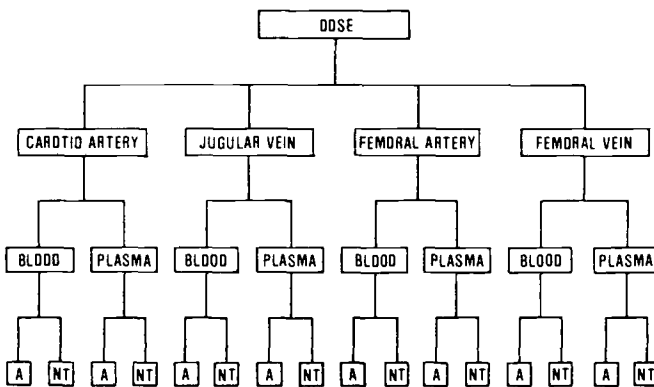 DOSE
CAROTID ARTERY JUGULAR VEIN FEMORAL ARTERY FEMORAL VEIN
BLOOD PLASMA BLOOD PLASMA BLOOD PLASMA BLOOD PLASMA
A NT A NT A NT A NT A NT A NT A NT A NT